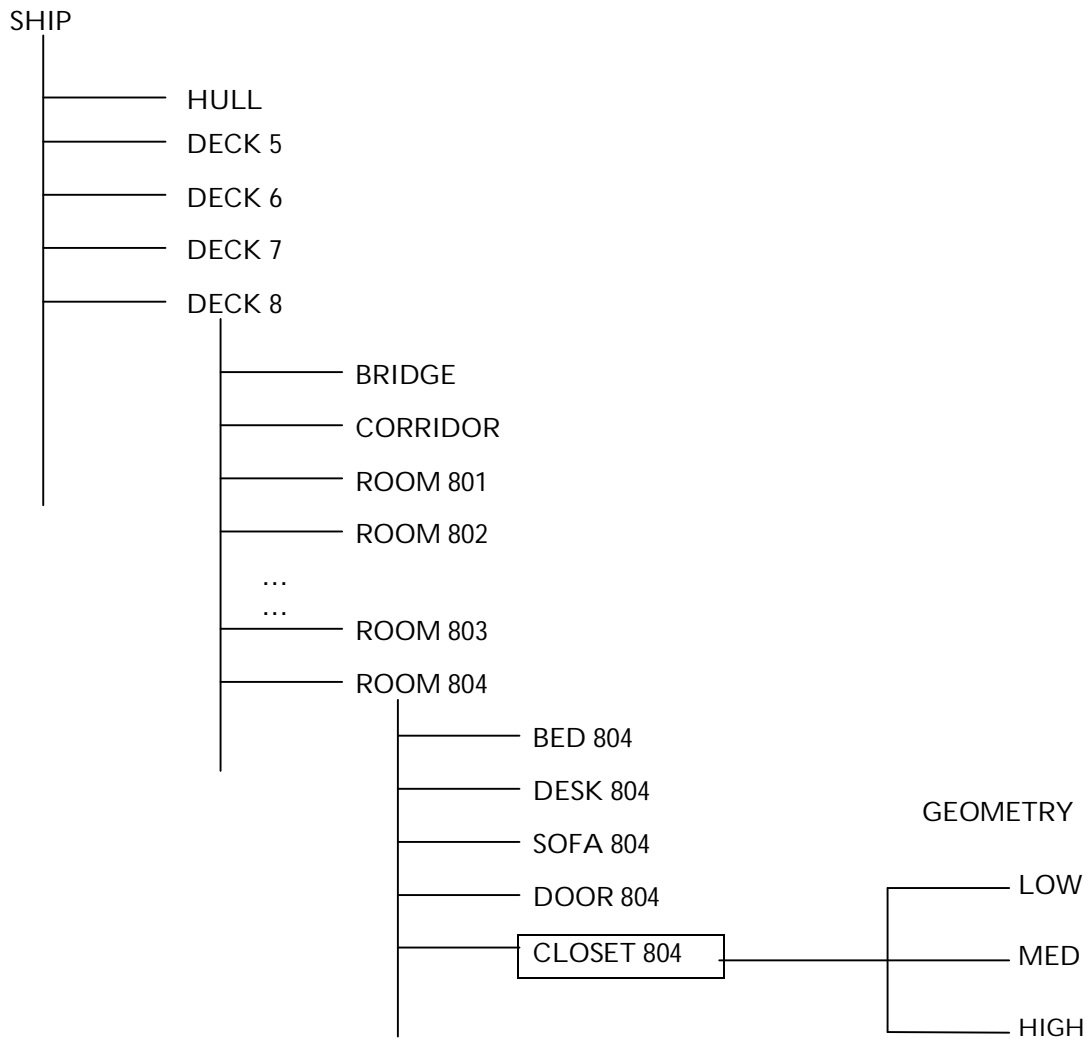 SHIP
HULL
DECK 5
DECK 6
DECK 7
DECK 8
BRIDGE
CORRIDOR
ROOM 801
ROOM 802
...
...
ROOM 803
ROOM 804
BED 804
DESK 804
SOFA 804
DOOR 804
CLOSET 804
GEOMETRY
LOW
MED
HIGH